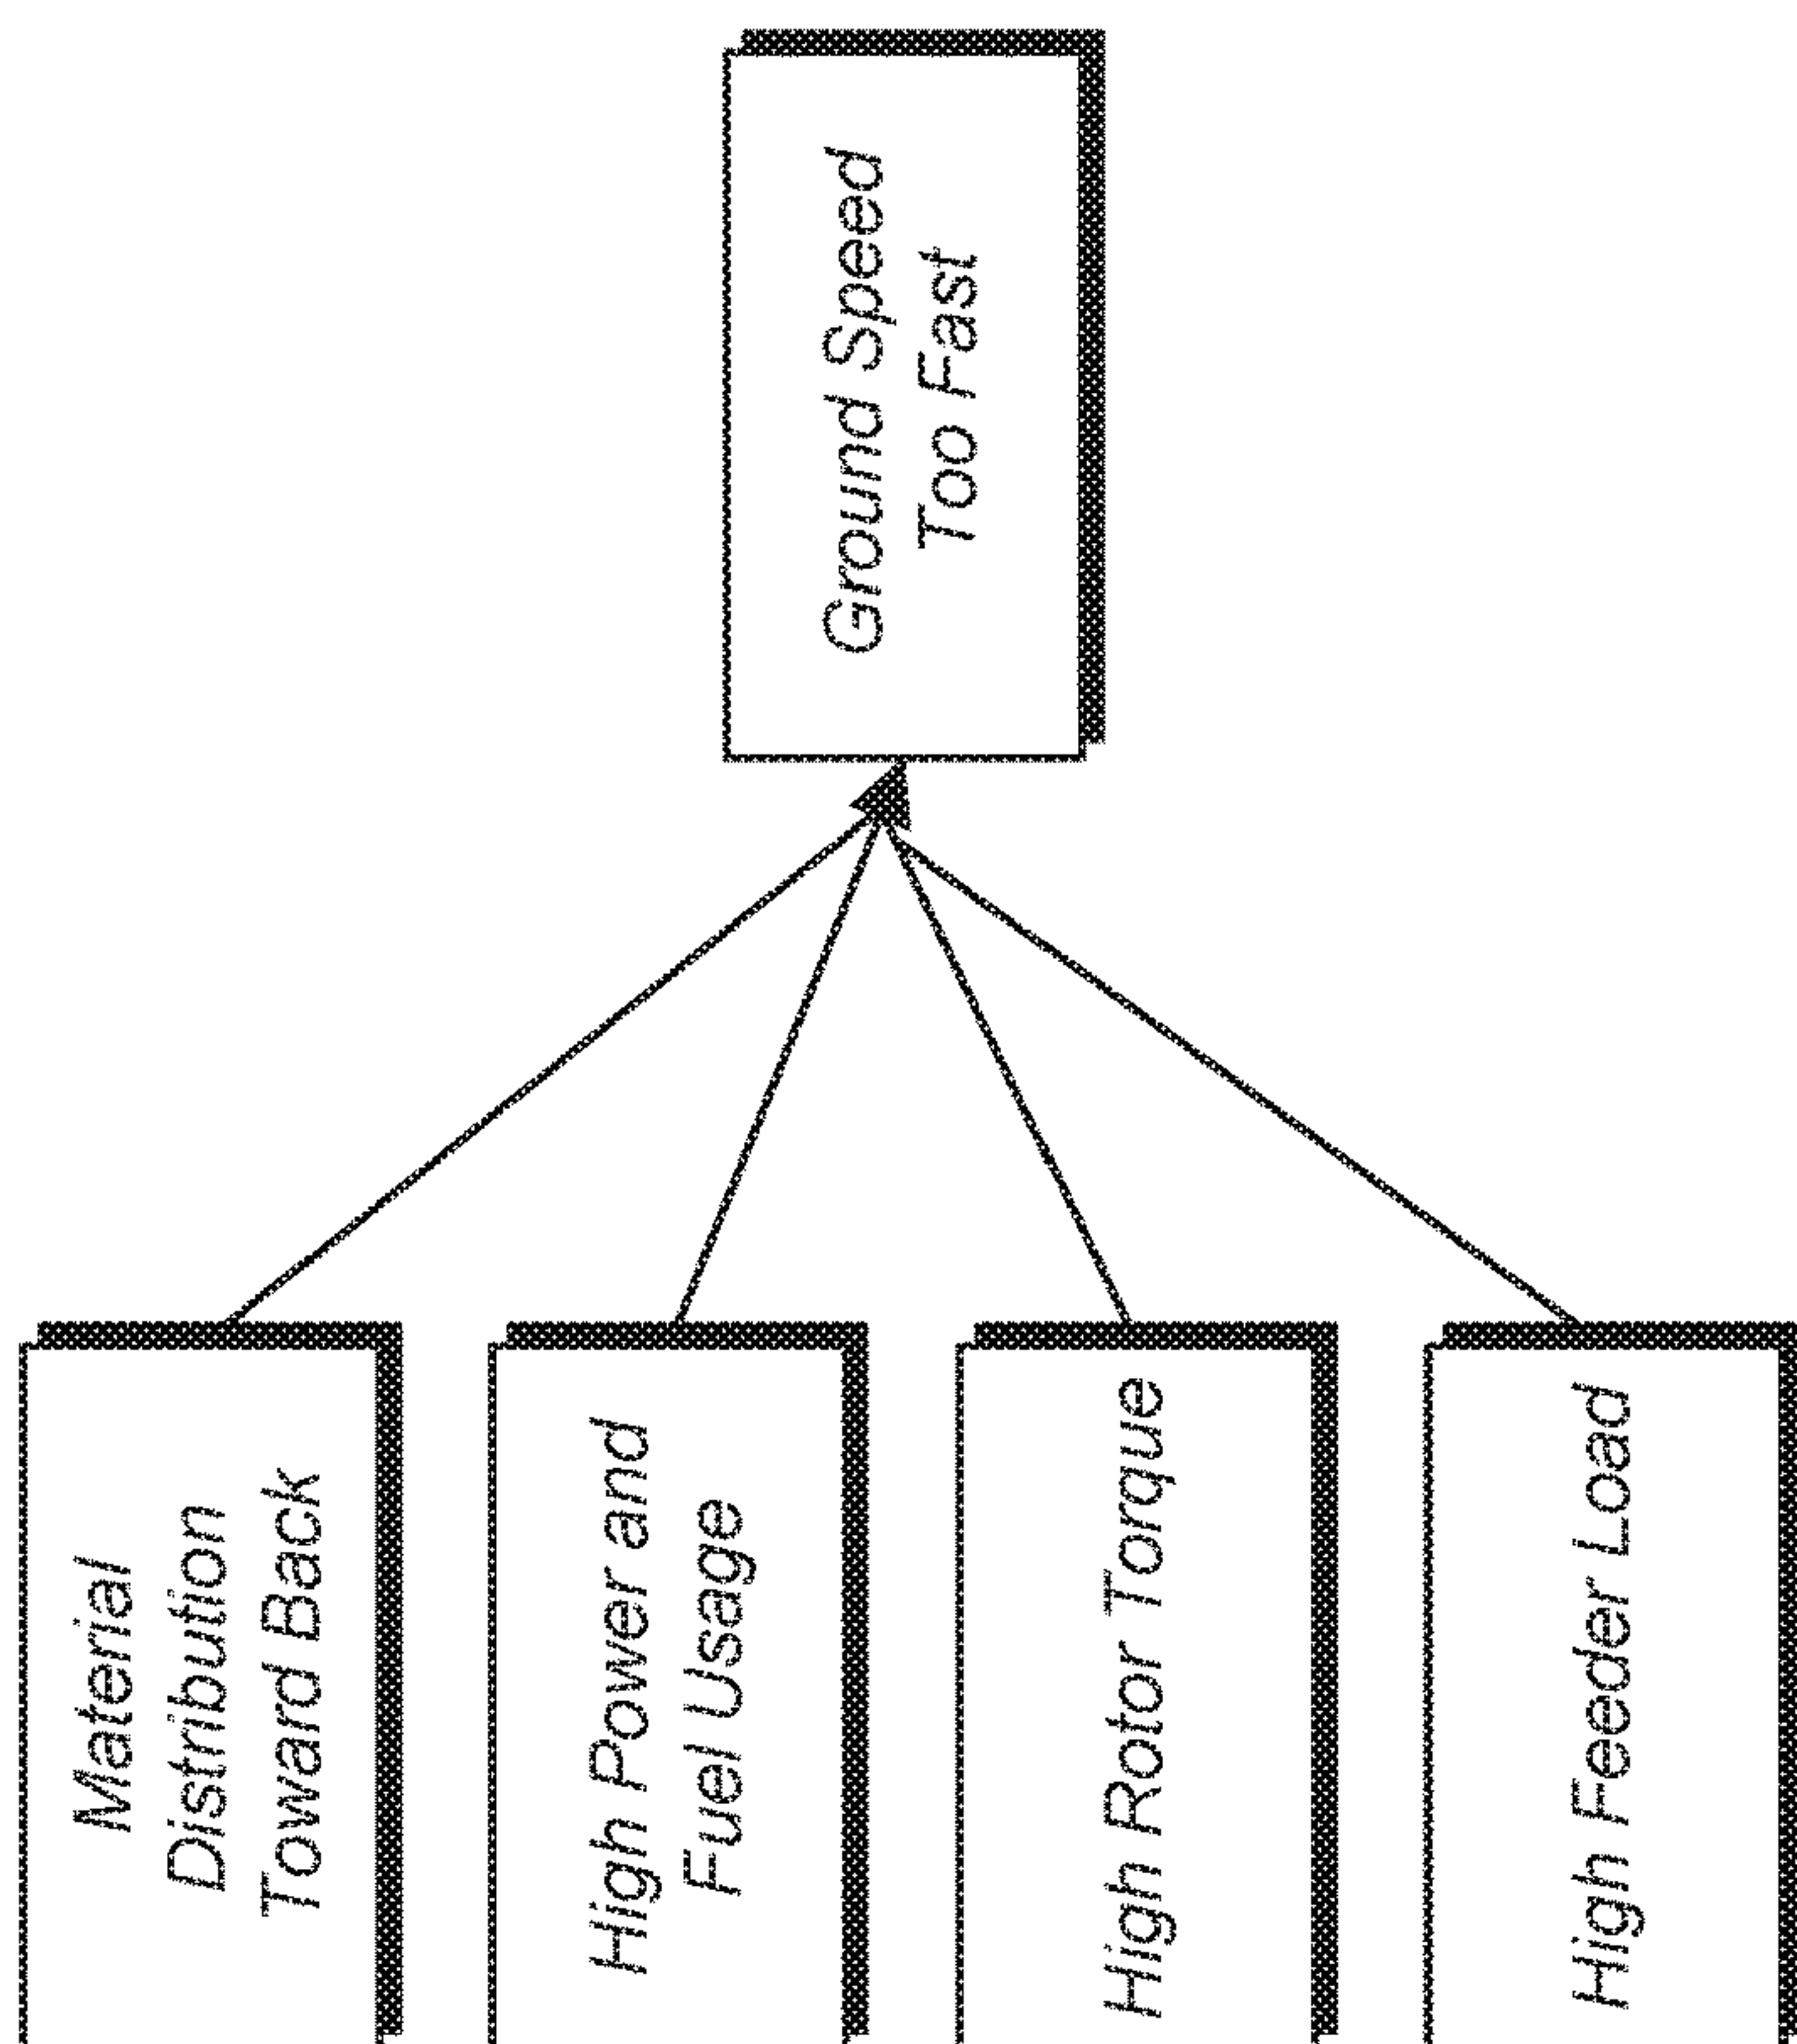 Material
Distribution
Toward Back
High Power and
Fuel Usage
High Rotor Torque
High Feeder Load
Ground Speed
Too Fast